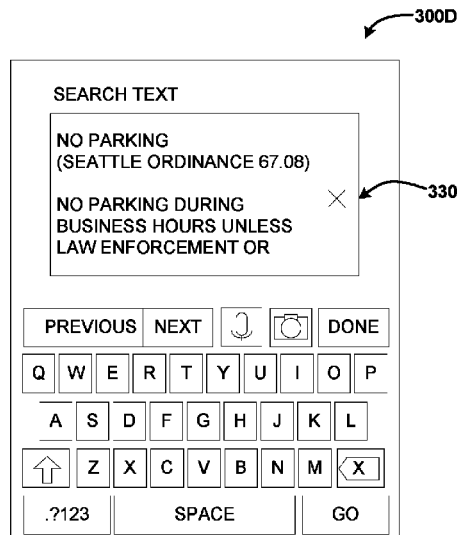 300D
SEARCH TEXT
NO PARKING
(SEATTLE ORDINANCE 67.08)
NO PARKING DURING
BUSINESS HOURS UNLESS
LAW ENFORCEMENT OR
330
PREVIOUS NEXT DONE
Q W E R T Y U I O P
A S D F G H J K L
Z X C V B N M X
.?123 SPACE GO